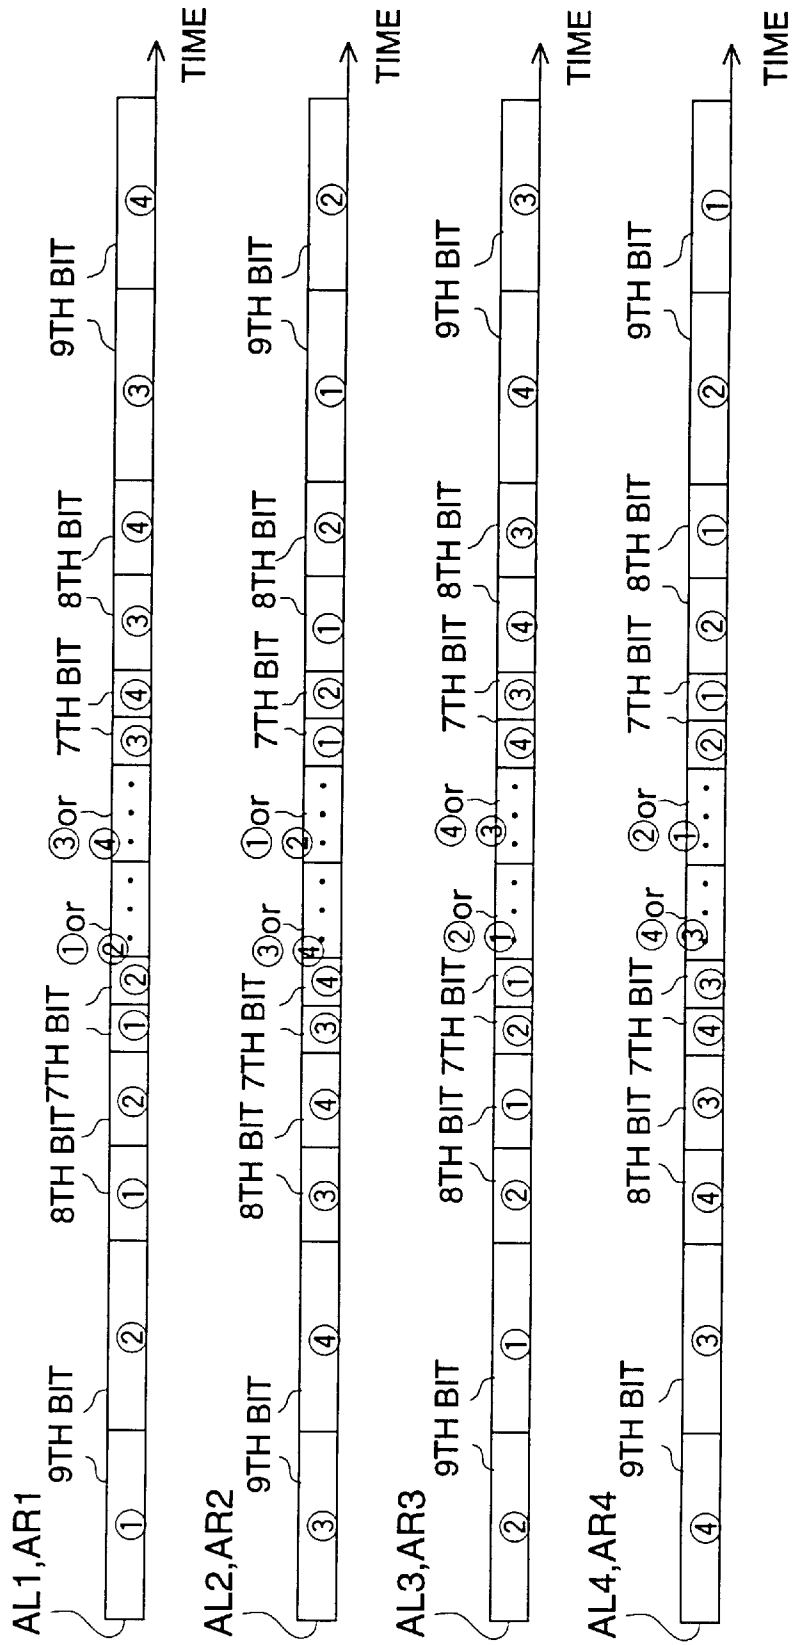 AL1,AR1
9TH BIT
8TH BIT
7TH BIT
①or
②
③or
④
7TH BIT
8TH BIT
9TH BIT
① ② ① ② ① ② ... ... ③ ④ ③ ④ ③ ④
TIME
AL2,AR2
9TH BIT
8TH BIT
7TH BIT
③or
④
①or
②
7TH BIT
8TH BIT
9TH BIT
③ ④ ③ ④ ③ ④ ... ... ① ② ① ② ① ②
TIME
AL3,AR3
9TH BIT
8TH BIT
7TH BIT
②or
①
④or
③
7TH BIT
8TH BIT
9TH BIT
② ① ② ① ② ① ... ... ④ ③ ④ ③ ④ ③
TIME
AL4,AR4
9TH BIT
8TH BIT
7TH BIT
④or
③
②or
①
7TH BIT
8TH BIT
9TH BIT
④ ③ ④ ③ ④ ③ ... ... ② ① ② ① ② ①
TIME